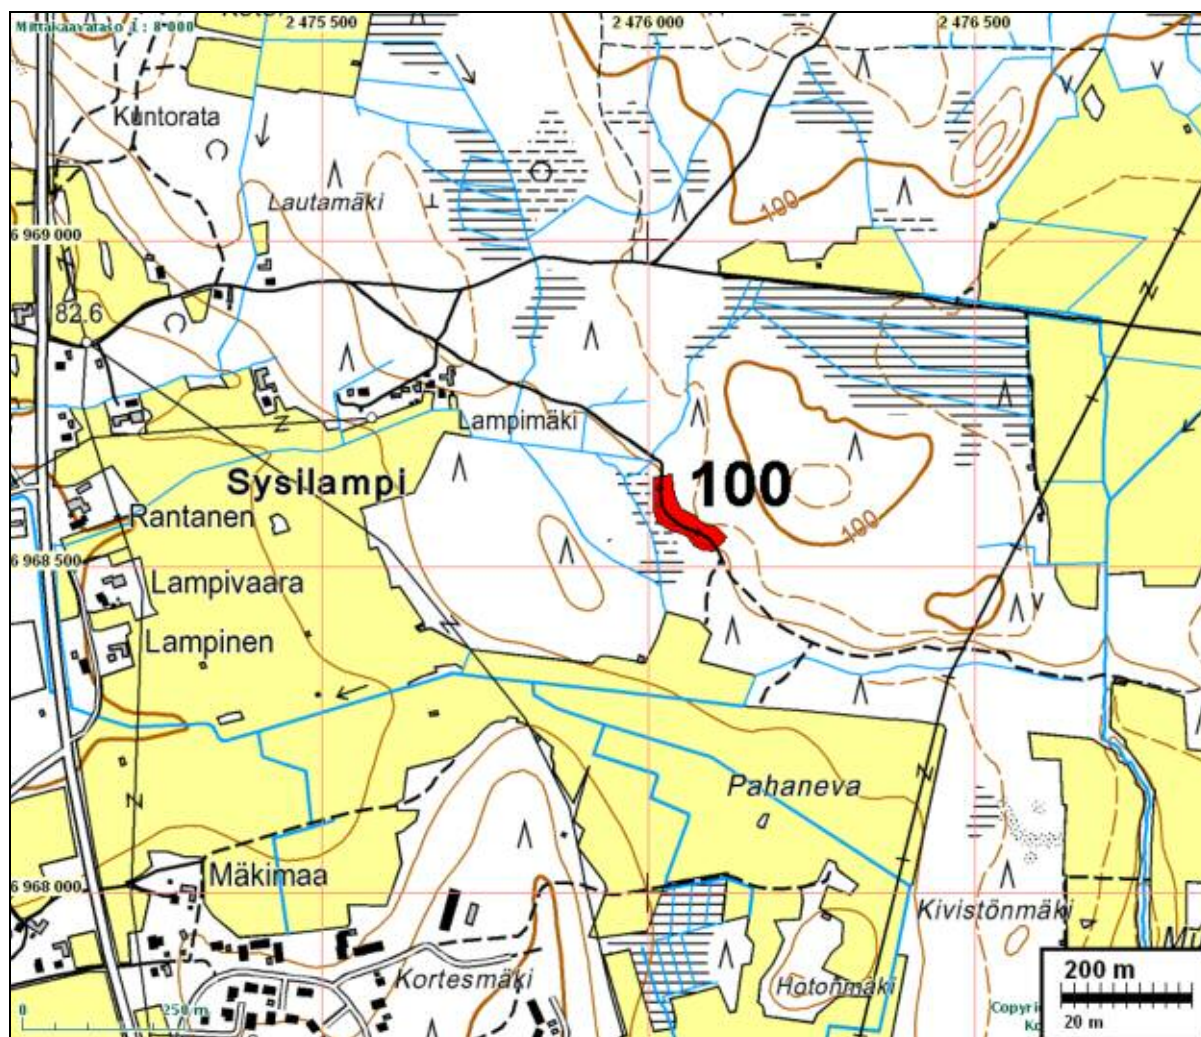 Mittakaavataso 1: 8 000
2 475 500
2 476 000
2 476 500
Kuntorata
Lautamäki
100
6 969 000
82.6
Lampimäki
Sysilampi
100
Rantanen
100
6 968 500
Lampivaara
Lampinen
Pahaneva
Mäkimaa
6 968 000
Kivistönmäki
Kortesmäki
Hotonmäki
200 m
250 m
20 m
0